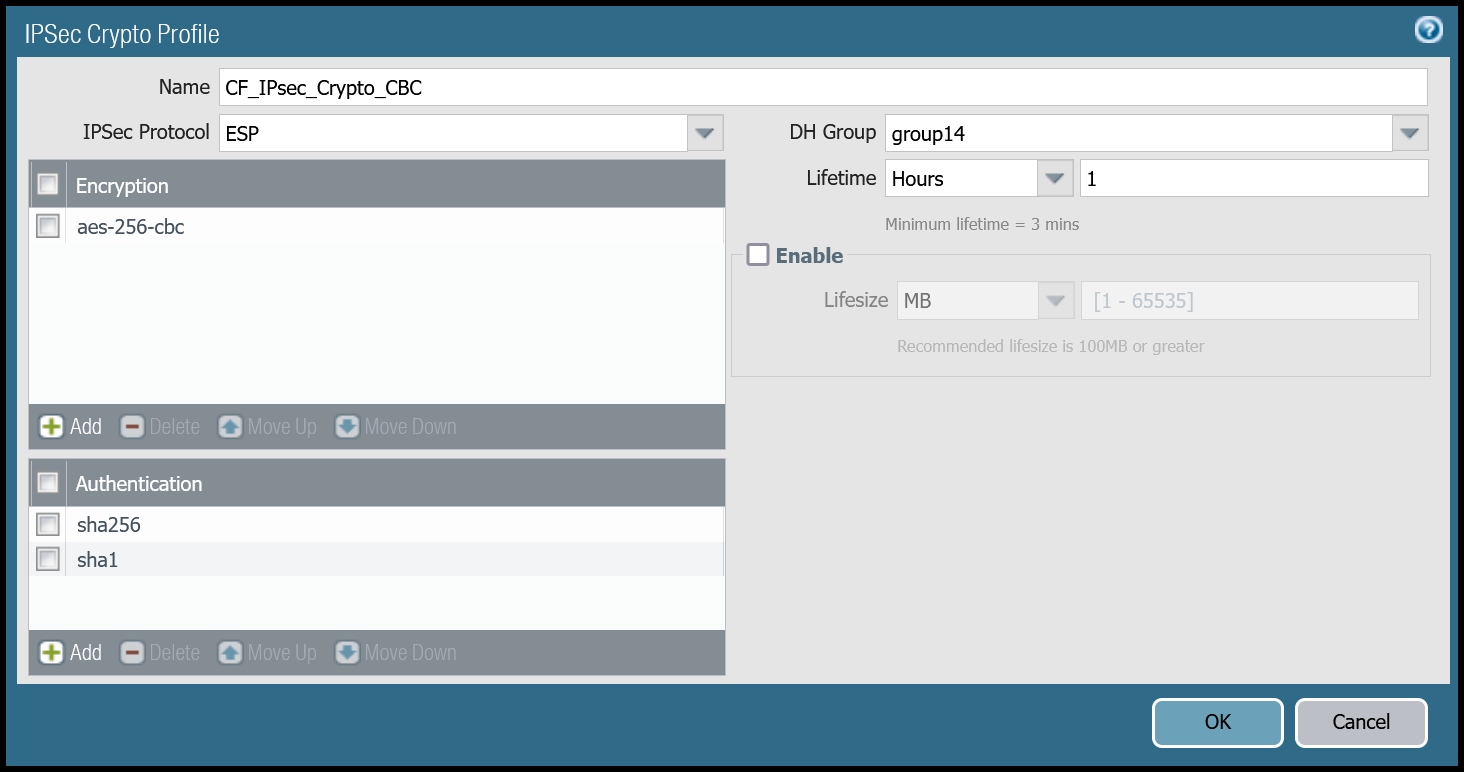 IPSec Crypto Profile
Name CF_IPsec_Crypto_CBC
IPSec Protocol ESP
DH Group group14
Lifetime Hours 1
Minimum lifetime = 3 mins
Enable
Lifesize MB [1 - 65535]
Recommended lifesize is 100MB or greater
Encryption
aes-256-cbc
Add Delete Move Up Move Down
Authentication
sha256
sha1
Add Delete Move Up Move Down
OK Cancel